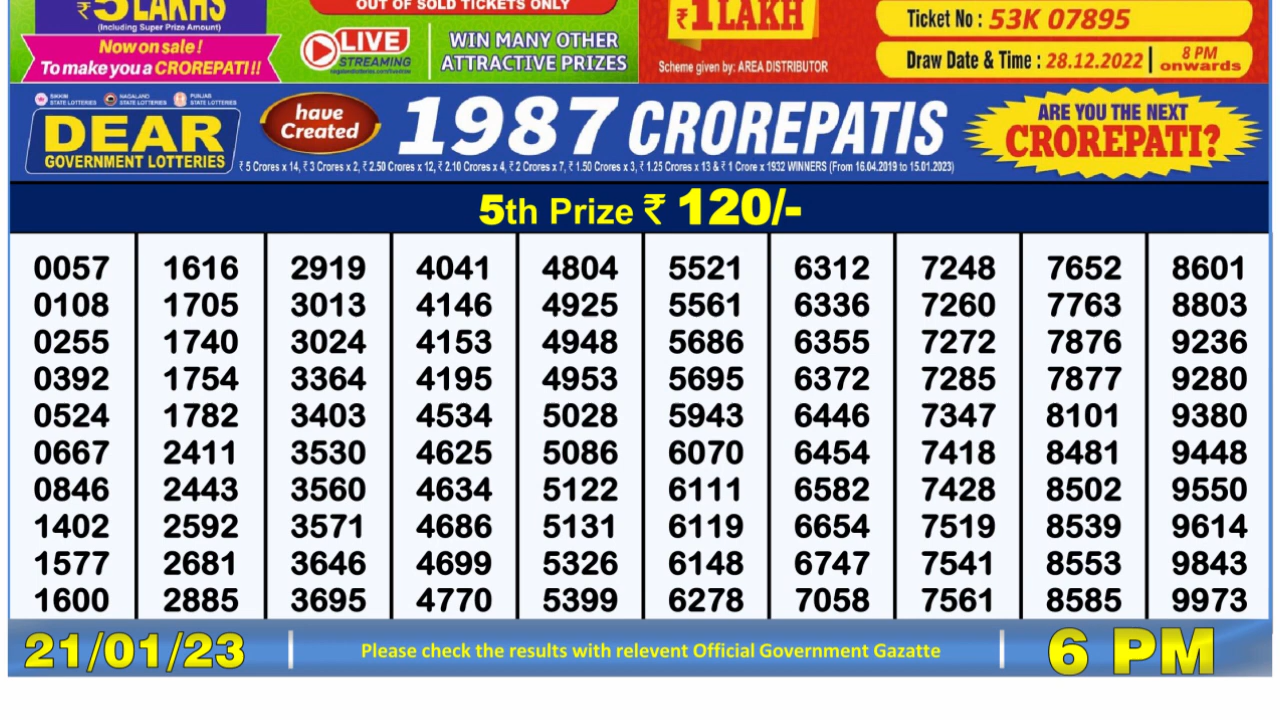 ₹5 LAKHS
(Including Super Prize Amount)
Now on sale!
To make you a CROREPATI!!
OUT OF SOLD TICKETS ONLY
LIVE
STREAMING
WIN MANY OTHER
ATTRACTIVE PRIZES
₹1 LAKH
Scheme given by: AREA DISTRIBUTOR
Ticket No : 53K 07895
Draw Date & Time : 28.12.2022 | 8 PM onwards
SIKKIM STATE LOTTERIES NAGALAND STATE LOTTERIES PUNJAB STATE LOTTERIES
DEAR
GOVERNMENT LOTTERIES
have
Created
1987 CROREPATIS
₹ 5 Crores x 14, ₹ 3 Crores x 2, ₹ 2.50 Crores x 12, ₹ 2.10 Crores x 4, ₹ 2 Crores x 7, ₹ 1.50 Crores x 3, ₹ 1.25 Crores x 13 & ₹ 1 Crore x 1932 WINNERS (From 16.04.2019 to 15.01.2023)
ARE YOU THE NEXT
CROREPATI?
5th Prize ₹ 120/-
0057 1616 2919 4041 4804 5521 6312 7248 7652 8601
0108 1705 3013 4146 4925 5561 6336 7260 7763 8803
0255 1740 3024 4153 4948 5686 6355 7272 7876 9236
0392 1754 3364 4195 4953 5695 6372 7285 7877 9280
0524 1782 3403 4534 5028 5943 6446 7347 8101 9380
0667 2411 3530 4625 5086 6070 6454 7418 8481 9448
0846 2443 3560 4634 5122 6111 6582 7428 8502 9550
1402 2592 3571 4686 5131 6119 6654 7519 8539 9614
1577 2681 3646 4699 5326 6148 6747 7541 8553 9843
1600 2885 3695 4770 5399 6278 7058 7561 8585 9973
21/01/23 | Please check the results with relevent Official Government Gazatte | 6 PM